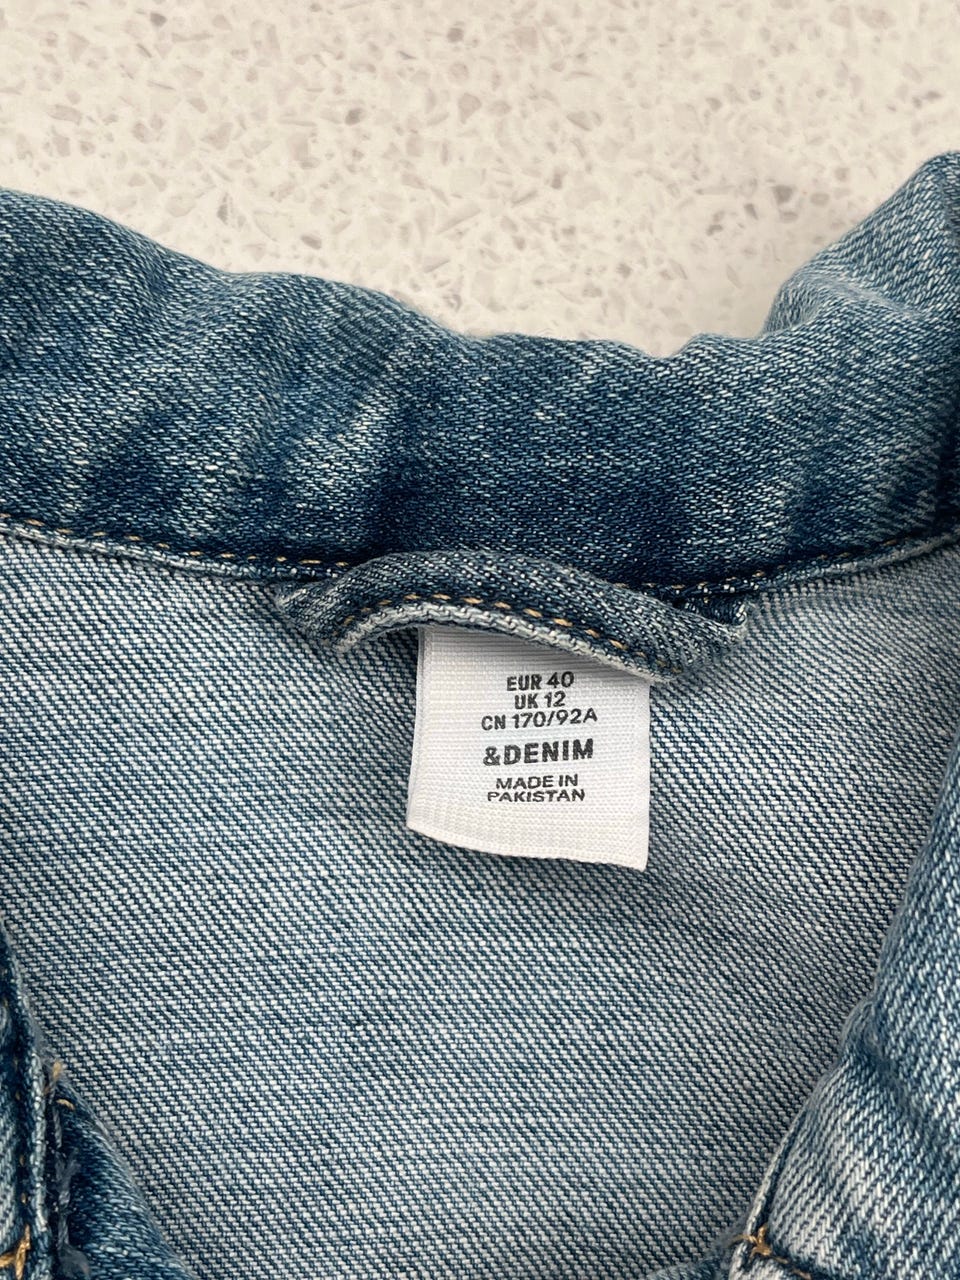 EUR 40
UK 12
CN 170/92A
&DENIM
MADE IN
PAKISTAN